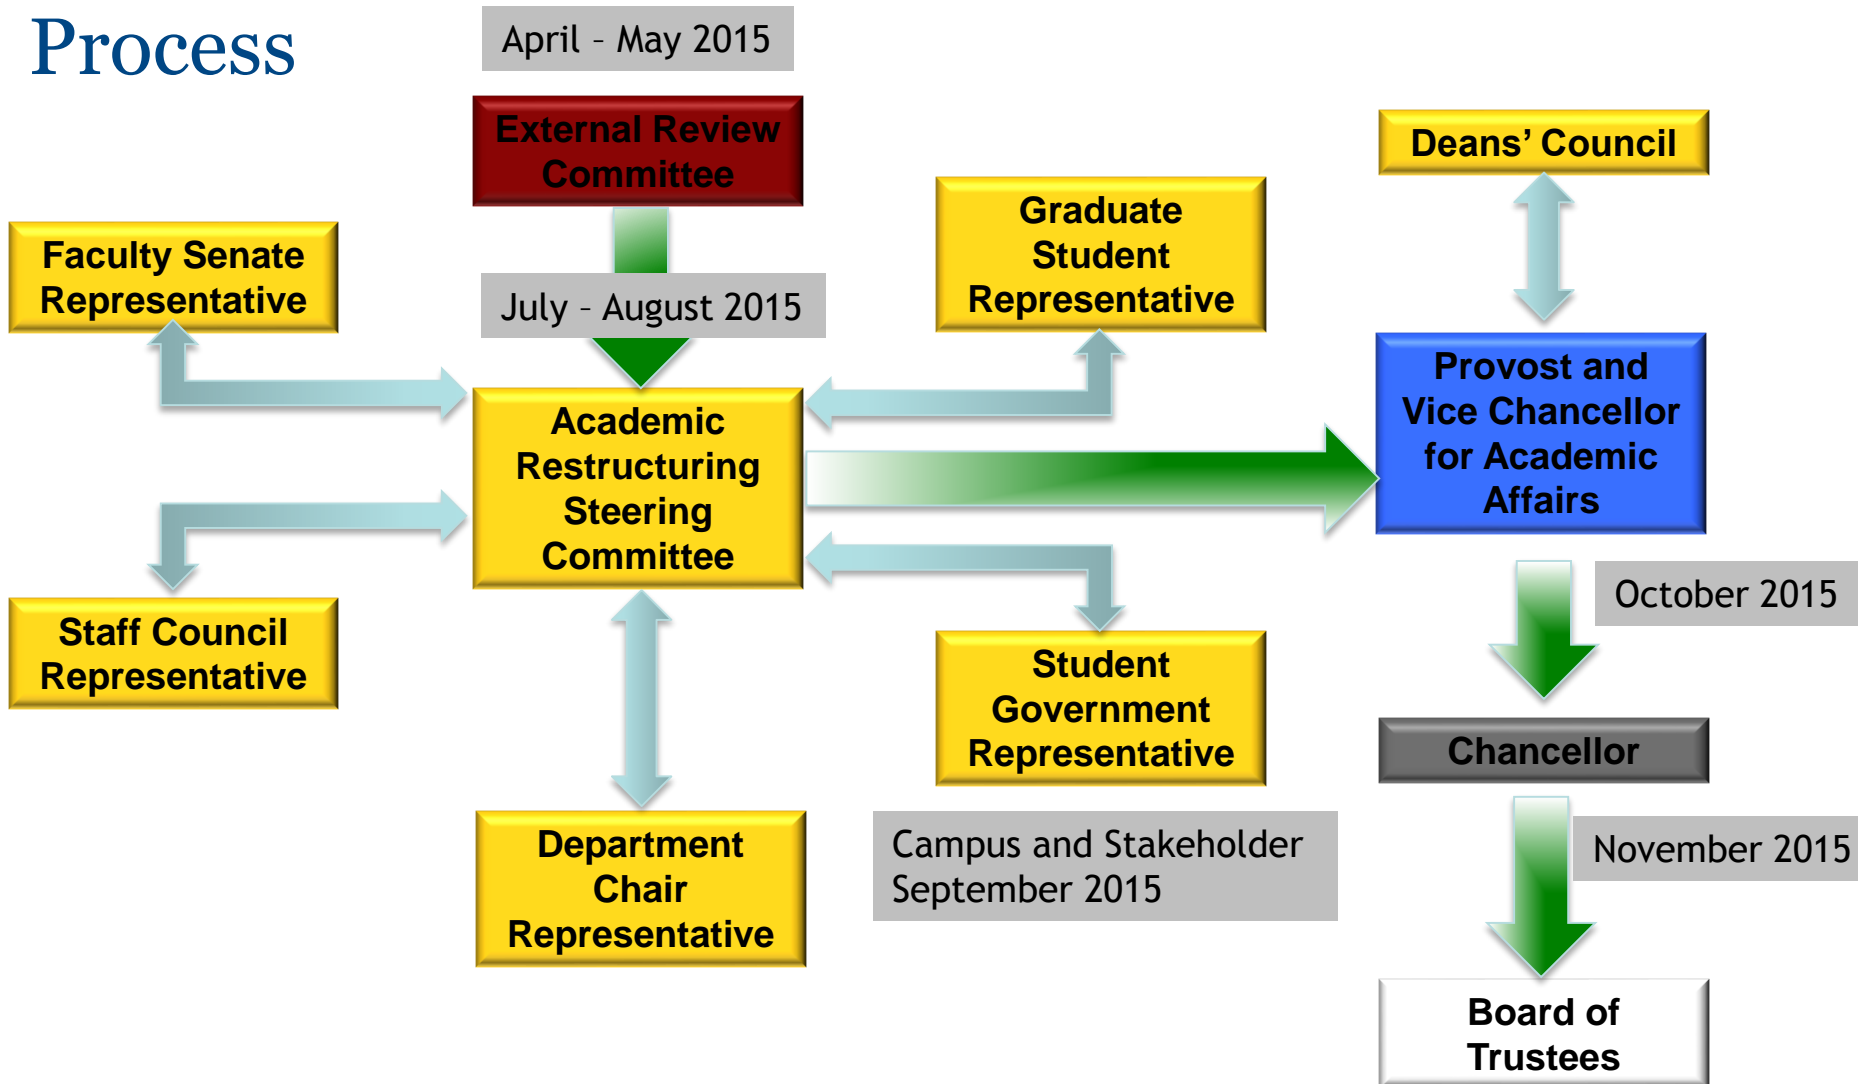 Process
April – May 2015
External Review
Committee
Deans’ Council
Graduate
Student
Representative
Faculty Senate
Representative
July – August 2015
Provost and
Vice Chancellor
for Academic
Affairs
Academic
Restructuring
Steering
Committee
October 2015
Staff Council
Representative
Student
Government
Representative
Chancellor
Department
Chair
Representative
Campus and Stakeholder
September 2015
November 2015
Board of
Trustees